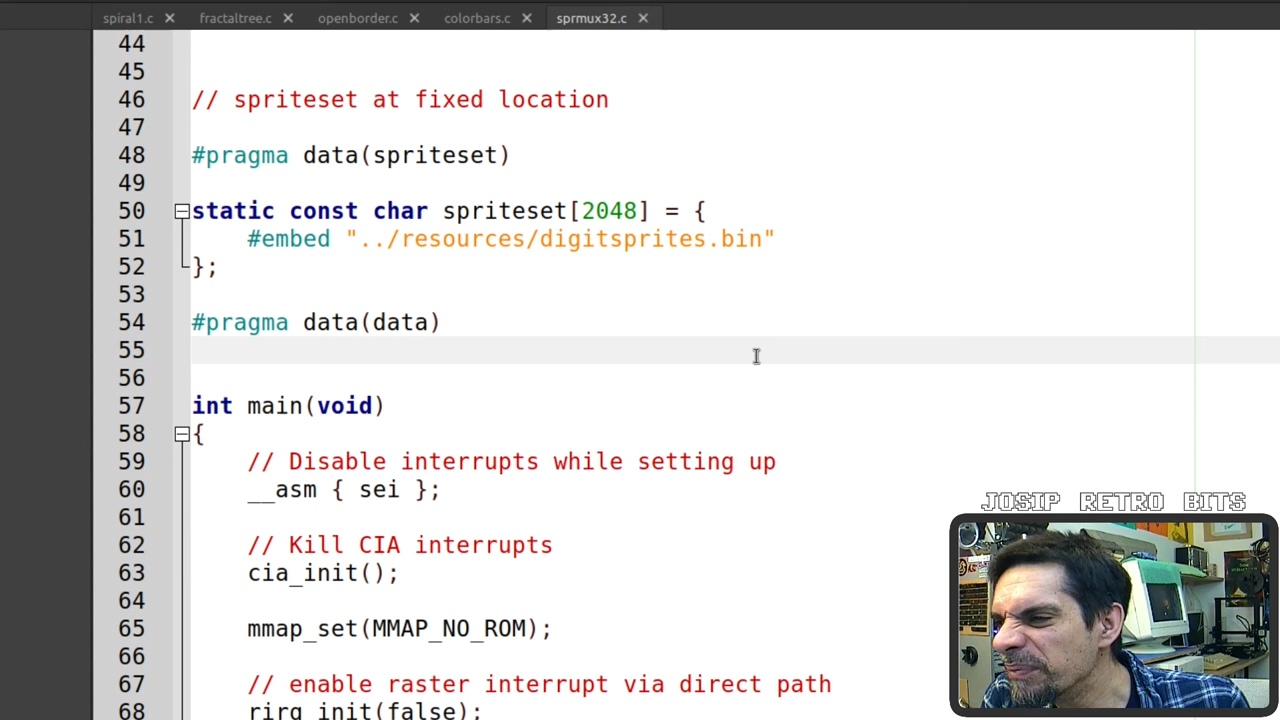 spiral1.c × fractaltree.c × openborder.c × colorbars.c × sprmux32.c ×
44
45
46 // spriteset at fixed location
47
48 #pragma data(spriteset)
49
50 static const char spriteset[2048] = {
51 #embed "../resources/digitsprites.bin"
52 };
53
54 #pragma data(data)
55
56
57 int main(void)
58 {
59 // Disable interrupts while setting up
60 __asm { sei };
61
62 // Kill CIA interrupts
63 cia_init();
64
65 mmap_set(MMAP_NO_ROM);
66
67 // enable raster interrupt via direct path
68 rirq_init(false);
JOSIP RETRO BITS